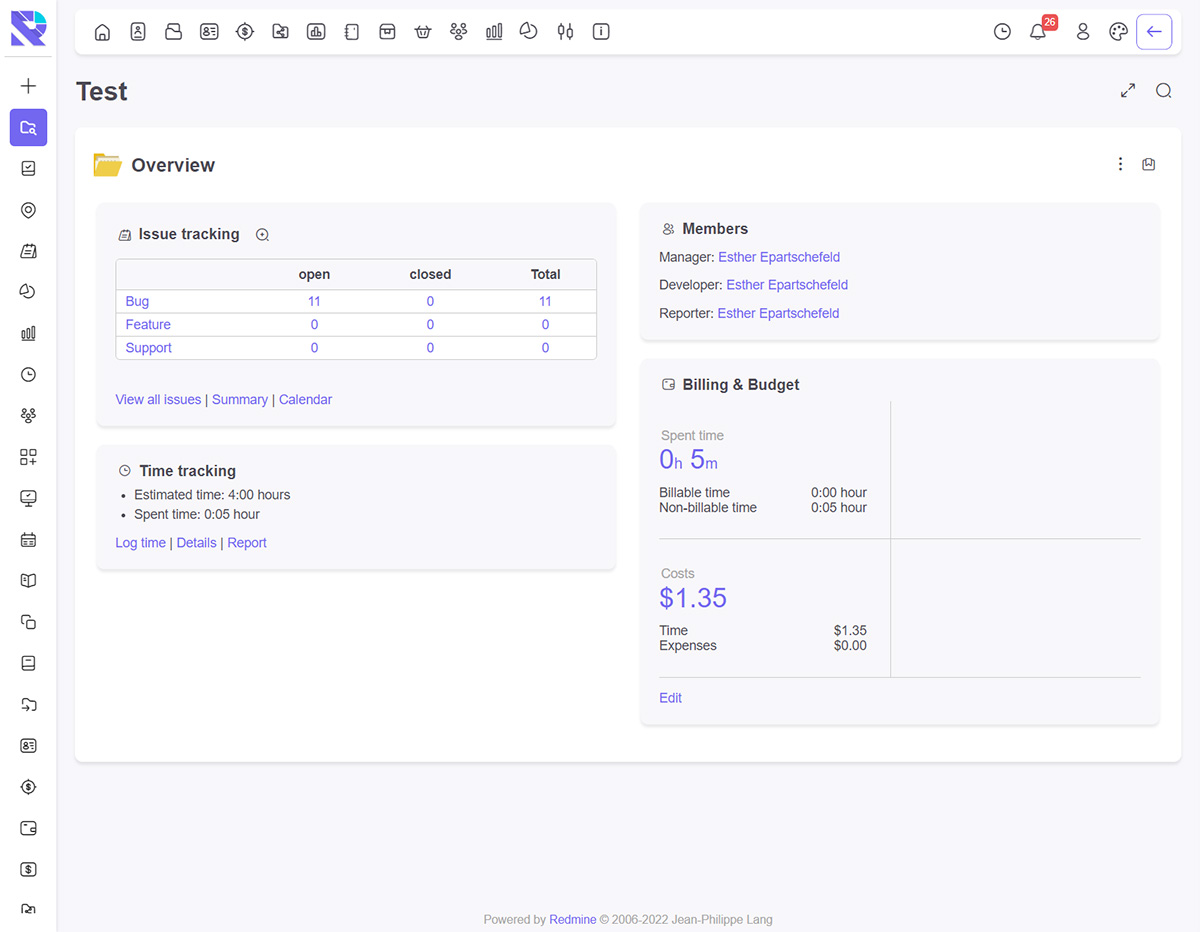 26
Test
Overview
Issue tracking
open closed Total
Bug 11 0 11
Feature 0 0 0
Support 0 0 0
View all issues | Summary | Calendar
Time tracking
• Estimated time: 4:00 hours
• Spent time: 0:05 hour
Log time | Details | Report
Members
Manager: Esther Epartschefeld
Developer: Esther Epartschefeld
Reporter: Esther Epartschefeld
Billing & Budget
Spent time
0h 5m
Billable time 0:00 hour
Non-billable time 0:05 hour
Costs
$1.35
Time $1.35
Expenses $0.00
Edit
Powered by Redmine © 2006-2022 Jean-Philippe Lang